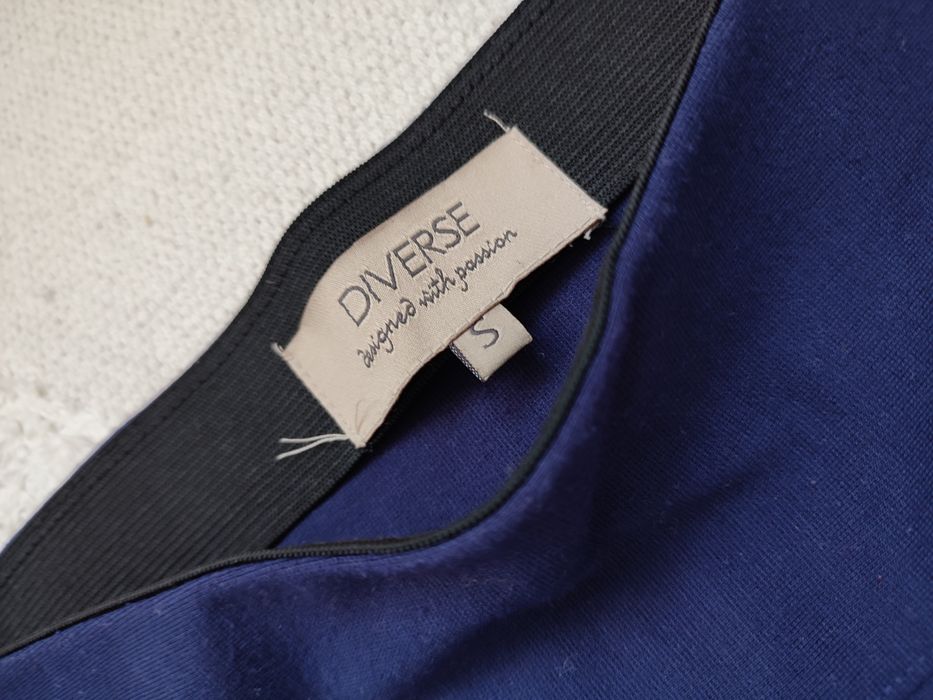 DIVERSE
designed with passion
S